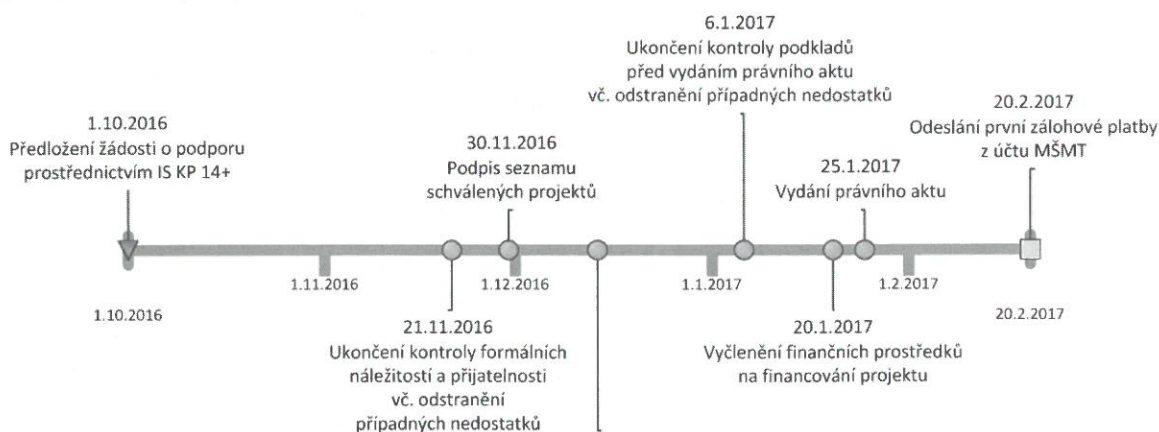 6.1.2017
Ukončení kontroly podkladů
před vydáním právního aktu
vč. odstranění případných nedostatků
1.10.2016
Předložení žádosti o podporu
prostřednictvím IS KP 14+
30.11.2016
Podpis seznamu
schválených projektů
25.1.2017
Vydání právního aktu
20.2.2017
Odeslání první zálohové platby
z účtu MŠMT
1.10.2016
1.11.2016
1.12.2016
1.1.2017
1.2.2017
20.2.2017
21.11.2016
Ukončení kontroly formálních
náležitostí a přijatelnosti
vč. odstranění
případných nedostatků
20.1.2017
Vyčlenění finančních prostředků
na financování projektu